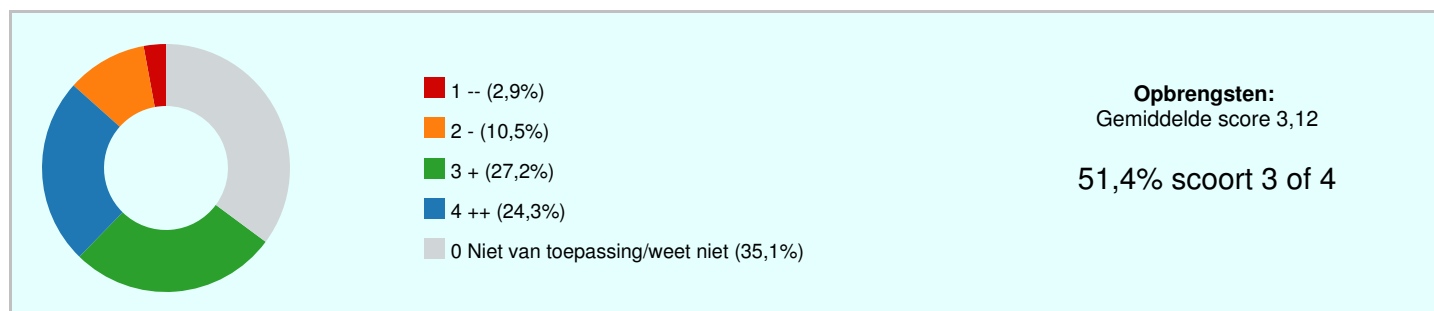 1 -- (2,9%)
2 - (10,5%)
3 + (27,2%)
4 ++ (24,3%)
0 Niet van toepassing/weet niet (35,1%)
Opbrengsten:
Gemiddelde score 3,12
51,4% scoort 3 of 4